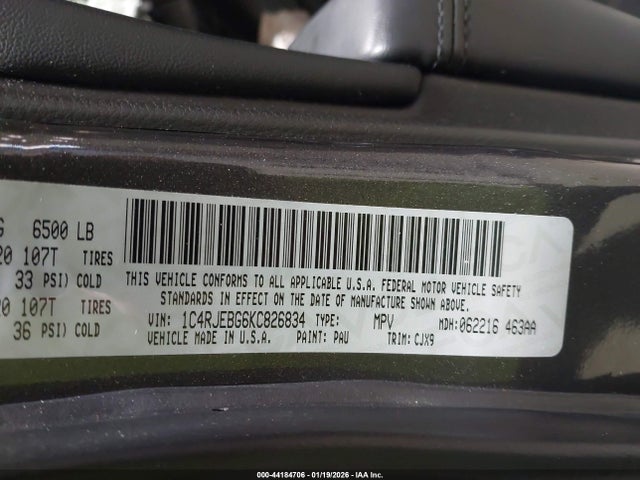 G 6500 LB
20 107T TIRES
33 PSI) COLD
20 107T TIRES
36 PSI) COLD
THIS VEHICLE CONFORMS TO ALL APPLICABLE U.S.A. FEDERAL MOTOR VEHICLE SAFETY
STANDARDS IN EFFECT ON THE DATE OF MANUFACTURE SHOWN ABOVE.
VIN: 1C4RJEBG6KC826834 TYPE: MPV MDH: 062216 463AA
VEHICLE MADE IN U.S.A. PAINT: PAU TRIM: CJX9
000-44184706 - 01/19/2026 - IAA Inc.